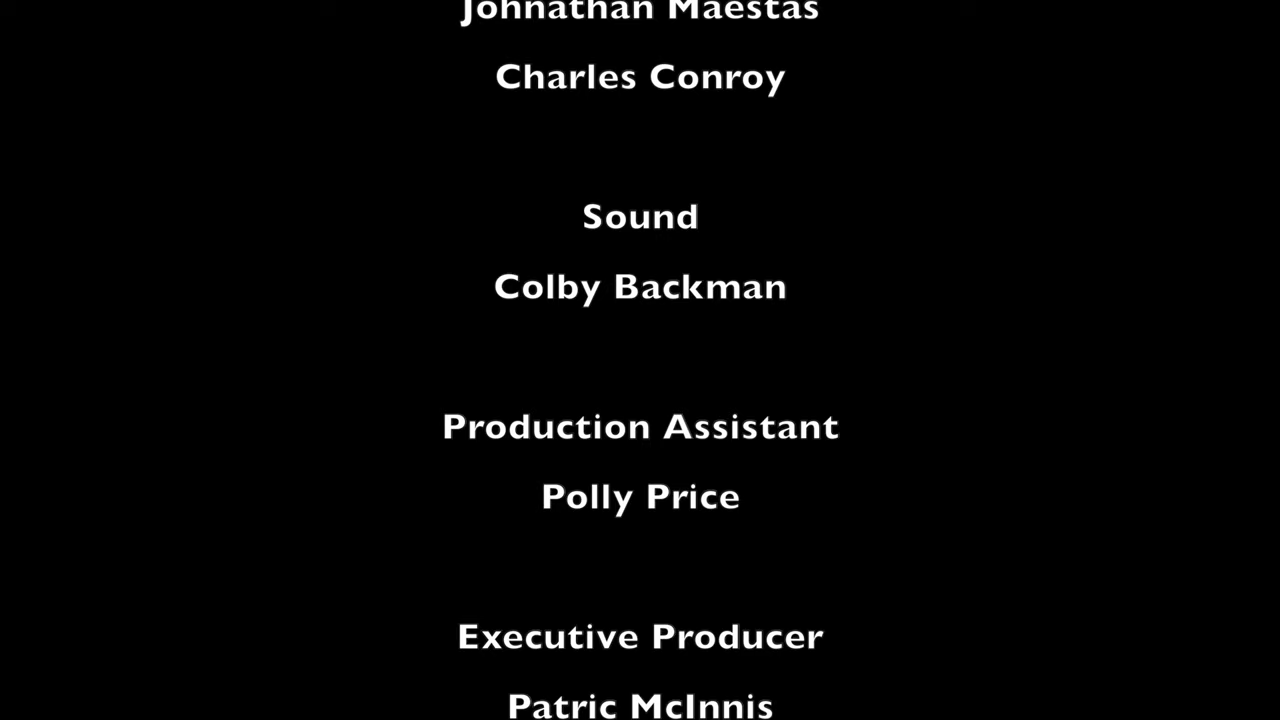 Johnathan Maestas
Charles Conroy
Sound
Colby Backman
Production Assistant
Polly Price
Executive Producer
Patric McInnis